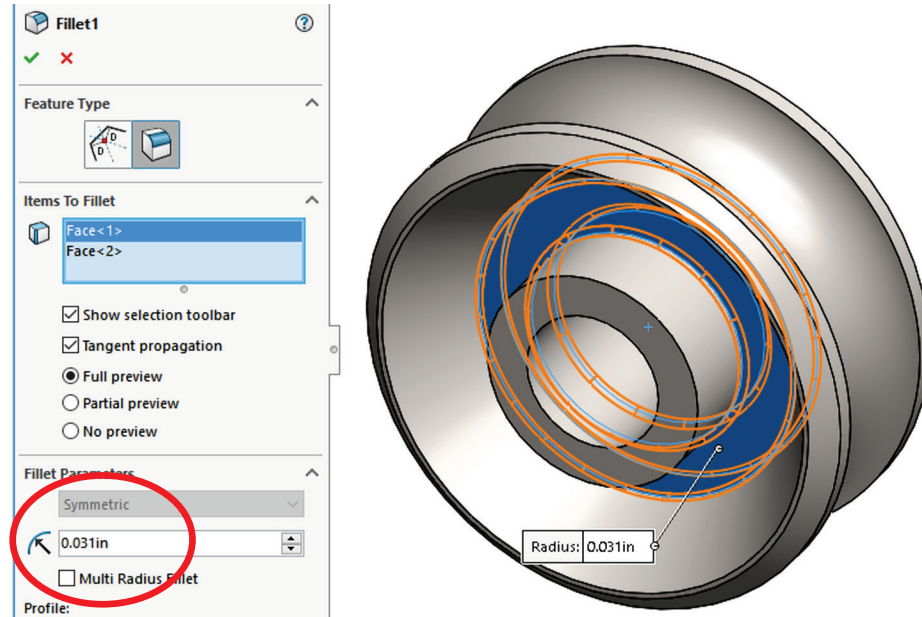 Fillet1
Feature Type
D
D
Items To Fillet
Face<1>
Face<2>
Show selection toolbar
Tangent propagation
Full preview
Partial preview
No preview
Fillet Parameters
Symmetric
0.031in
Multi Radius Fillet
Profile:
Radius: 0.031in